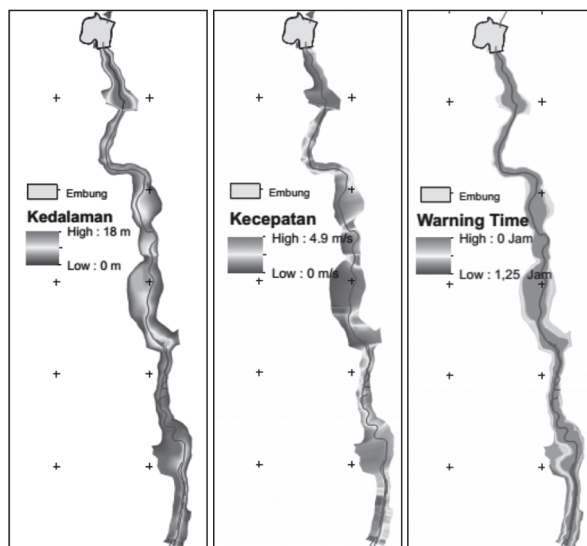 Embung
Kedalaman
High : 18 m
Low : 0 m
Embung
Kecepatan
High : 4.9 m/s
Low : 0 m/s
Embung
Warning Time
High : 0 Jam
Low : 1,25 Jam